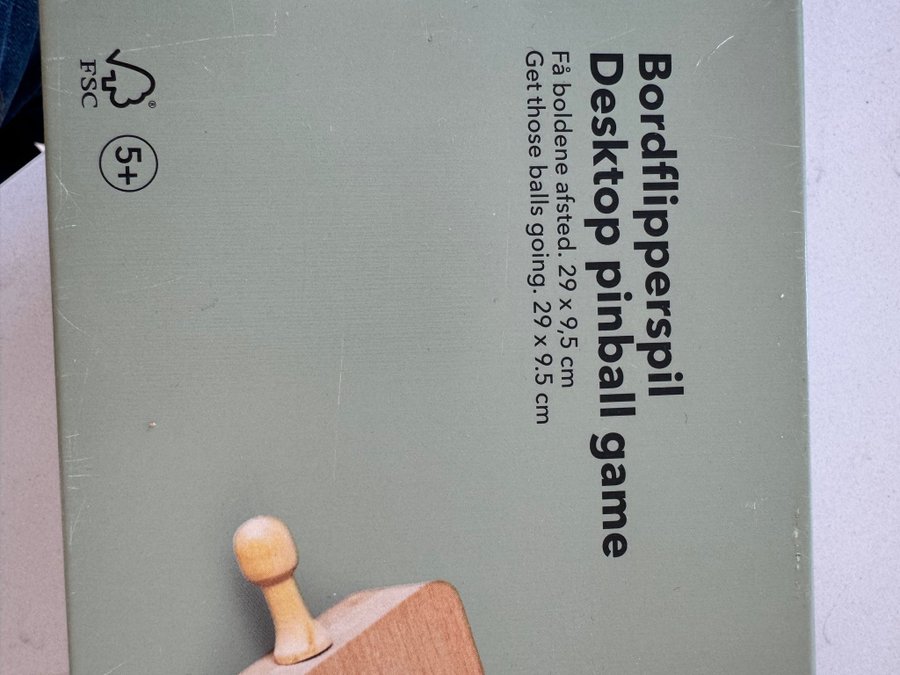 Bordflipperspil
Desktop pinball game
Få boldene afsted. 29 x 9,5 cm
Get those balls going. 29 x 9.5 cm
5+
FSC®